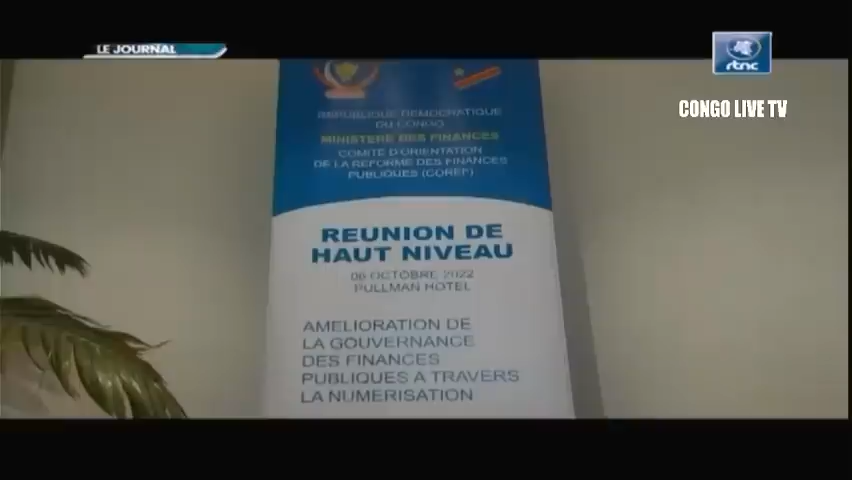 LE JOURNAL
rtnc
CONGO LIVE TV
REPUBLIQUE DEMOCRATIQUE
DU CONGO
MINISTERE DES FINANCES
COMITE D'ORIENTATION
DE LA REFORME DES FINANCES
PUBLIQUES (COREF)
REUNION DE
HAUT NIVEAU
06 OCTOBRE 2022
PULLMAN HOTEL
AMELIORATION DE
LA GOUVERNANCE
DES FINANCES
PUBLIQUES A TRAVERS
LA NUMERISATION